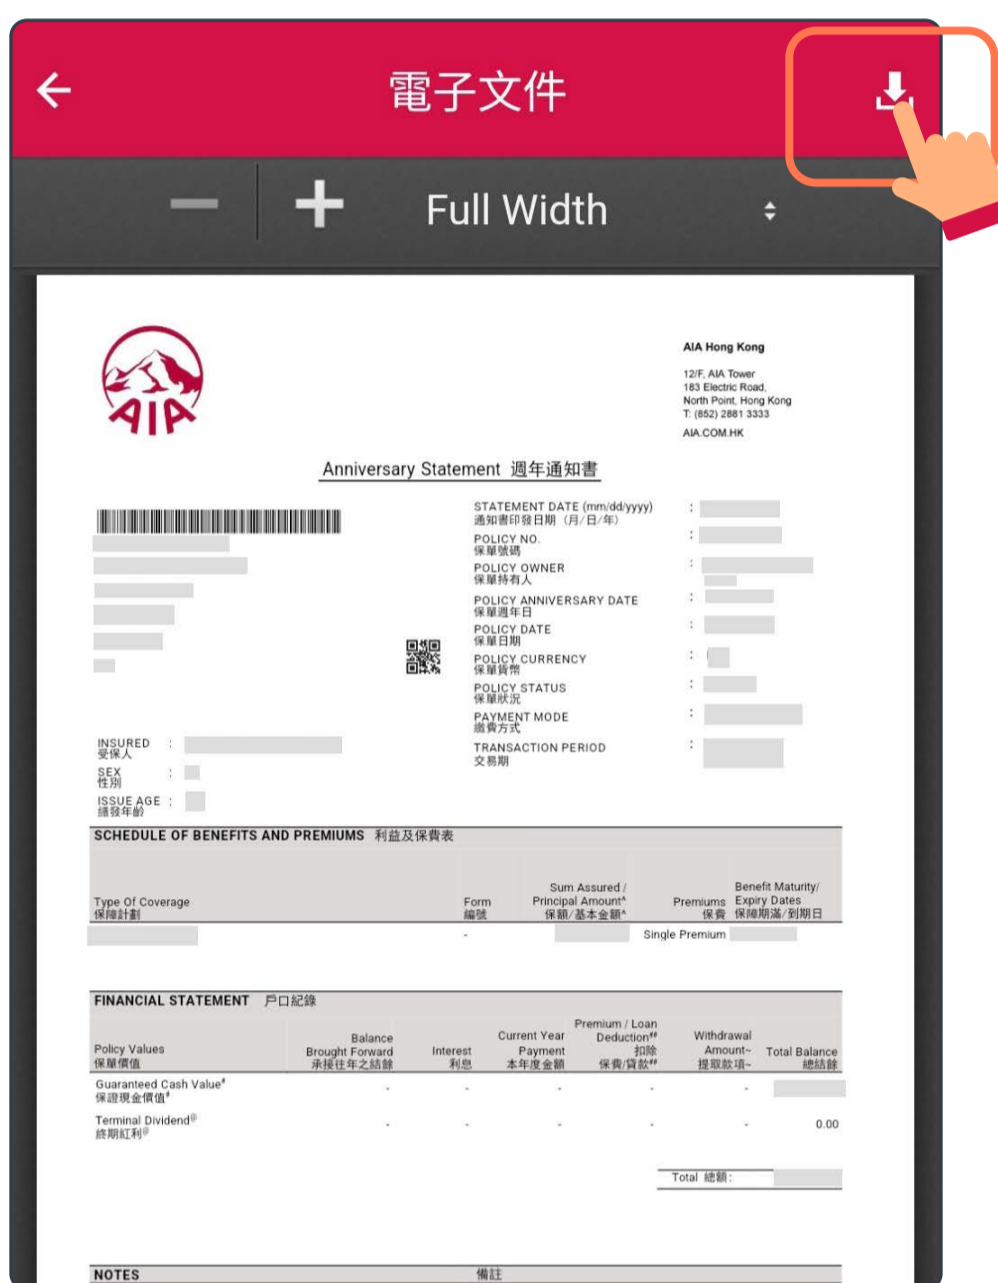 電子文件
Full Width
AIA
AIA Hong Kong
12/F, AIA Tower
183 Electric Road,
North Point, Hong Kong
T: (852) 2881 3333
AIA.COM.HK
Anniversary Statement 週年通知書
STATEMENT DATE (mm/dd/yyyy) :
通知書印發日期（月/日/年）
POLICY NO. :
保單號碼
POLICY OWNER :
保單持有人
POLICY ANNIVERSARY DATE :
保單週年日
POLICY DATE :
保單日期
POLICY CURRENCY :
保單貨幣
POLICY STATUS :
保單狀況
PAYMENT MODE :
繳費方式
TRANSACTION PERIOD :
交易期
INSURED :
受保人
SEX :
性別
ISSUE AGE :
繕發年齡
SCHEDULE OF BENEFITS AND PREMIUMS 利益及保費表
Sum Assured / Benefit Maturity/
Type Of Coverage Form Principal Amount^ Premiums Expiry Dates
保障計劃 編號 保額/基本金額^ 保費 保障期滿/到期日
- Single Premium
FINANCIAL STATEMENT 戶口紀錄
Premium / Loan
Balance Current Year Deduction## Withdrawal
Policy Values Brought Forward Interest Payment 扣除 Amount~ Total Balance
保單價值 承接往年之結餘 利息 本年度金額 保費/貸款## 提取款項~ 總結餘
Guaranteed Cash Value# - - - - -
保證現金價值#
Terminal Dividend@ - - - - - 0.00
終期紅利@
Total 總額:
NOTES 備註